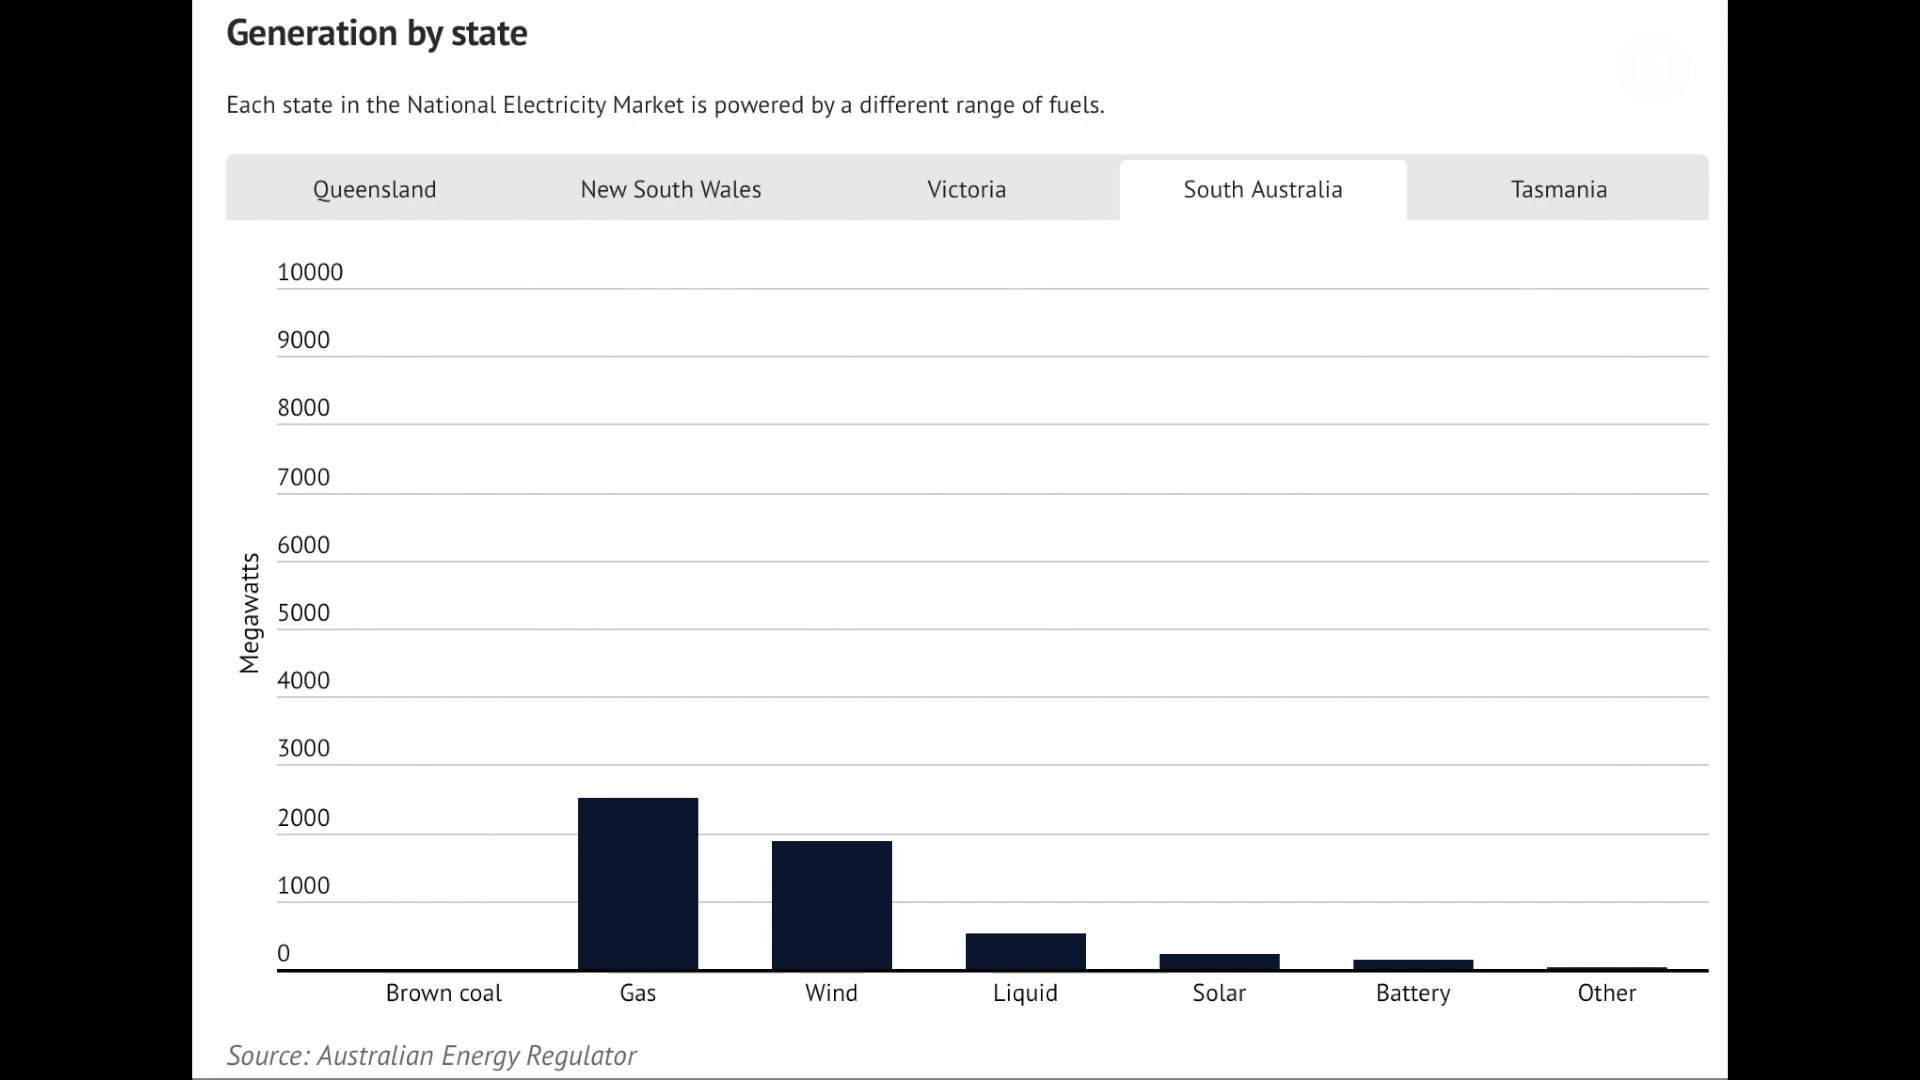 Generation by state
Each state in the National Electricity Market is powered by a different range of fuels.
Queensland New South Wales Victoria South Australia Tasmania
10000
9000
8000
7000
6000
5000
4000
3000
2000
1000
0
Megawatts
Brown coal Gas Wind Liquid Solar Battery Other
Source: Australian Energy Regulator